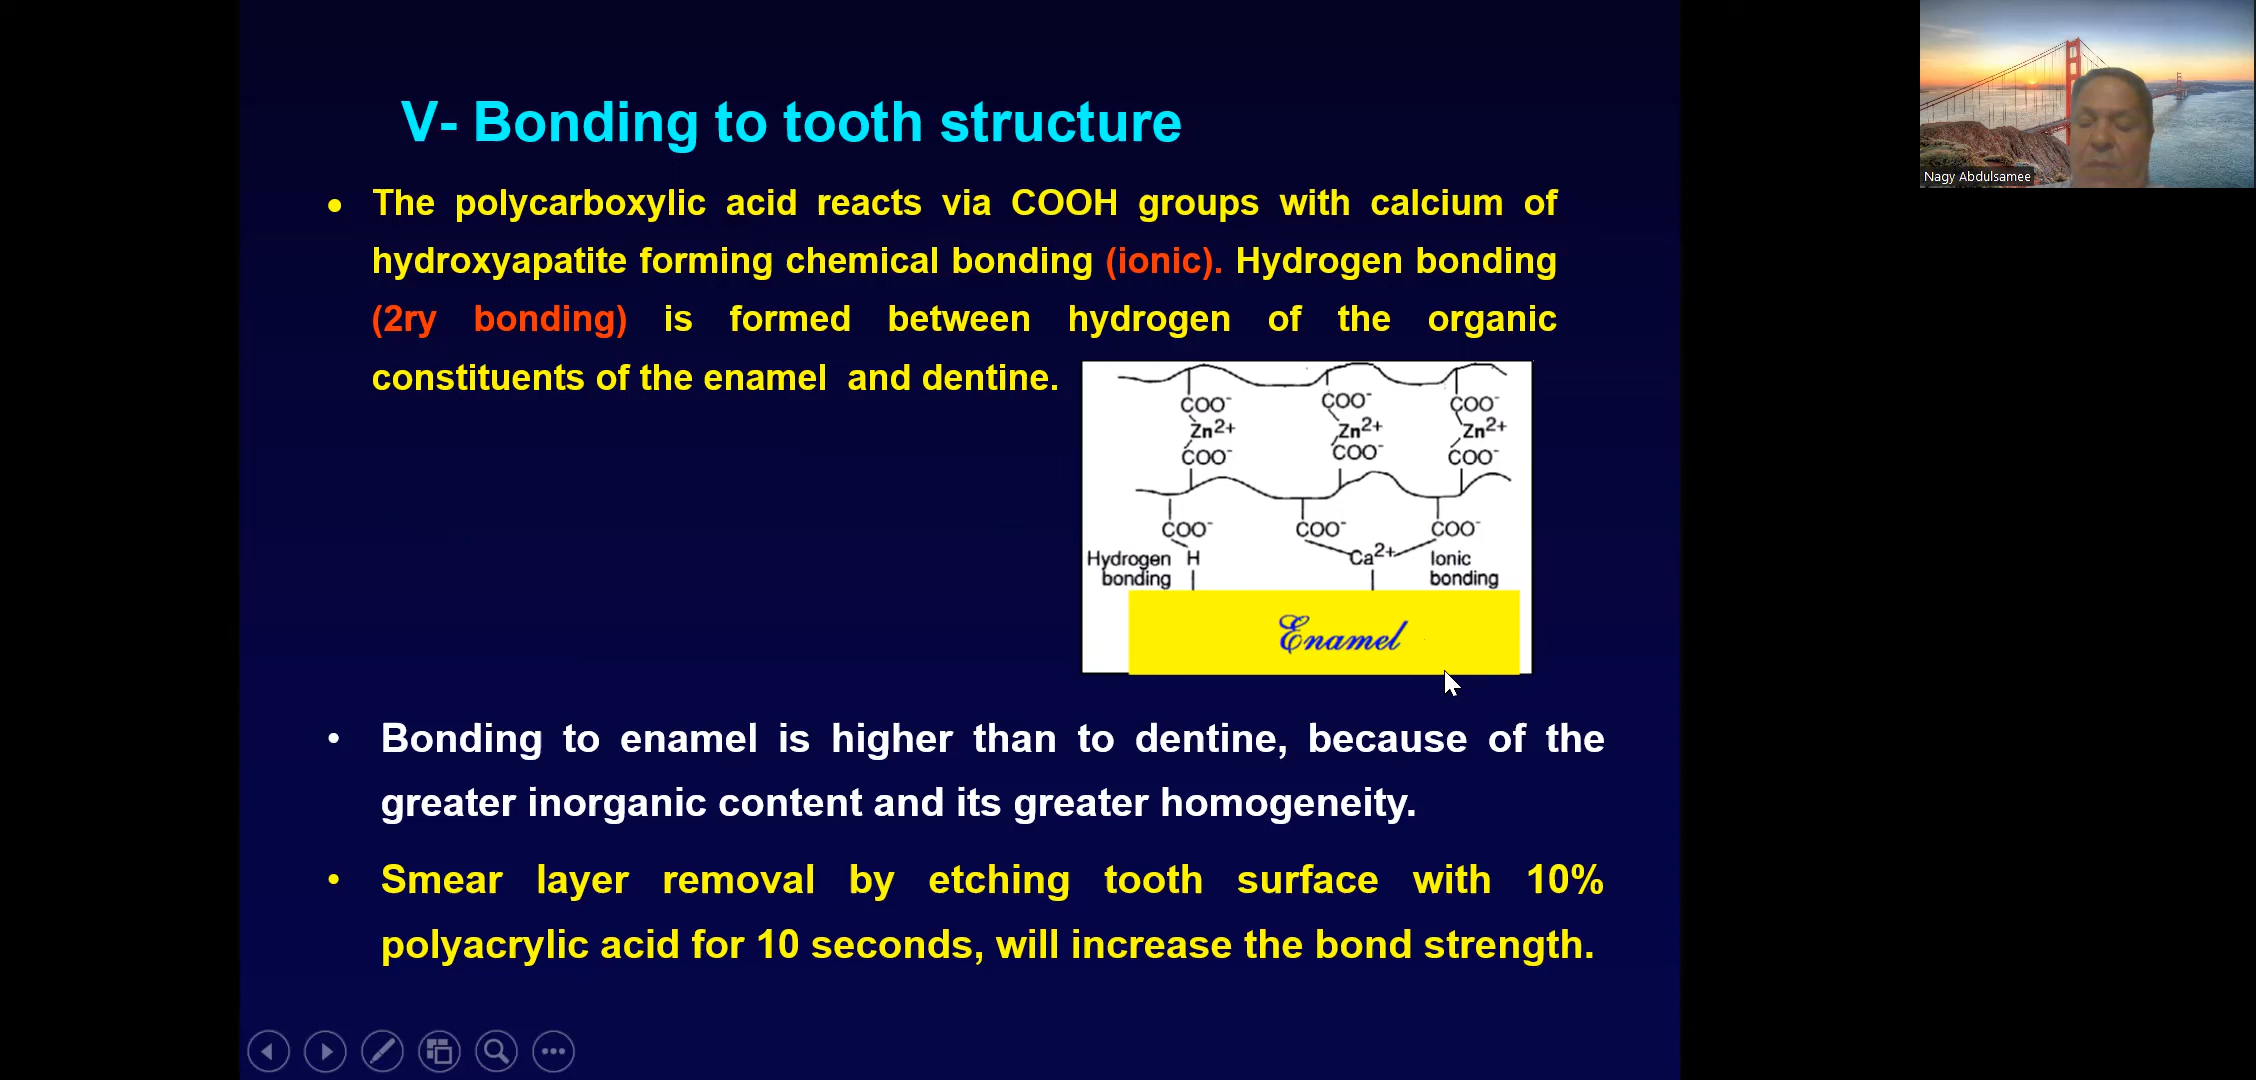 V- Bonding to tooth structure
Nagy Abdulsamee
• The polycarboxylic acid reacts via COOH groups with calcium of
hydroxyapatite forming chemical bonding (ionic). Hydrogen bonding
(2ry bonding) is formed between hydrogen of the organic
constituents of the enamel and dentine.
COO⁻ COO⁻ COO⁻
Zn2+ Zn2+ Zn2+
COO⁻ COO⁻ COO⁻
COO⁻ COO⁻ COO⁻
Hydrogen H Ca2+ Ionic
bonding bonding
Enamel
• Bonding to enamel is higher than to dentine, because of the
greater inorganic content and its greater homogeneity.
• Smear layer removal by etching tooth surface with 10%
polyacrylic acid for 10 seconds, will increase the bond strength.